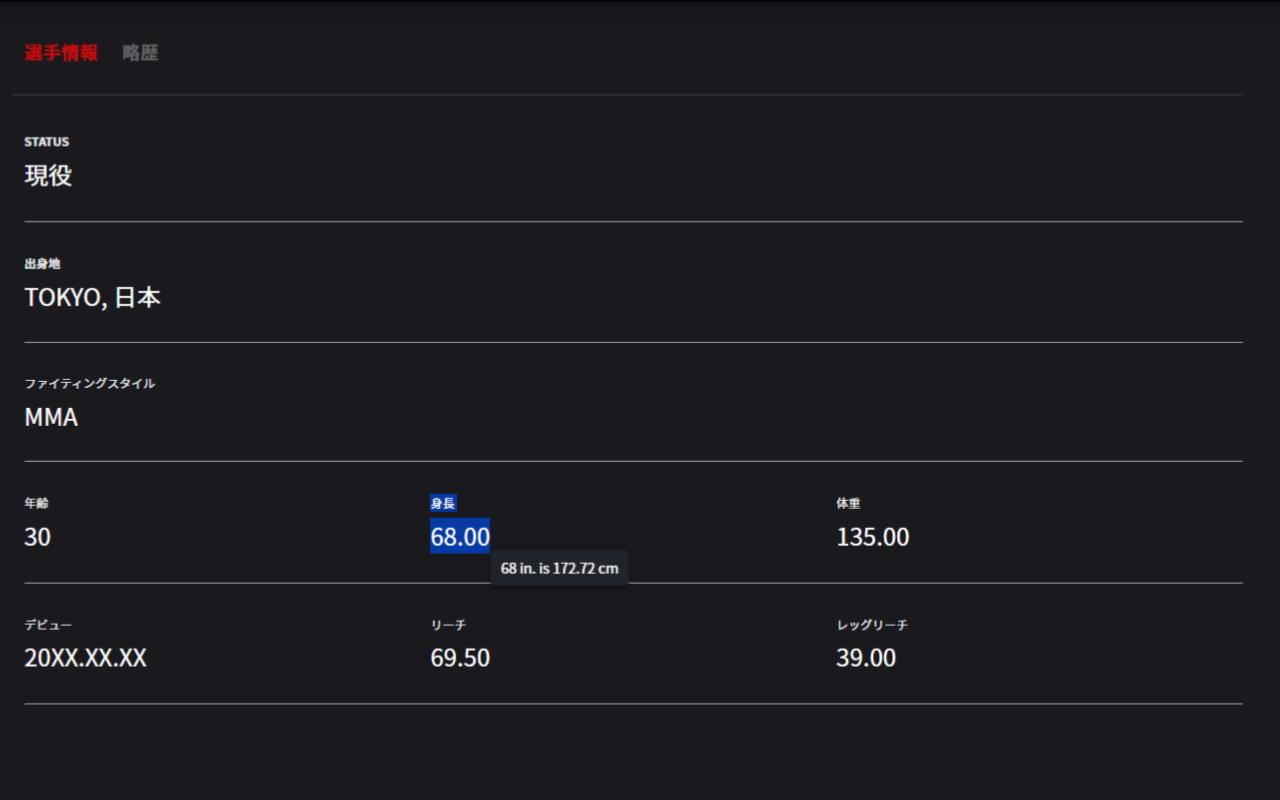 選手情報 略歴
STATUS
現役
出身地
TOKYO, 日本
ファイティングスタイル
MMA
年齢 身長 体重
30 68.00 135.00
68 in. is 172.72 cm
デビュー リーチ レッグリーチ
20XX.XX.XX 69.50 39.00